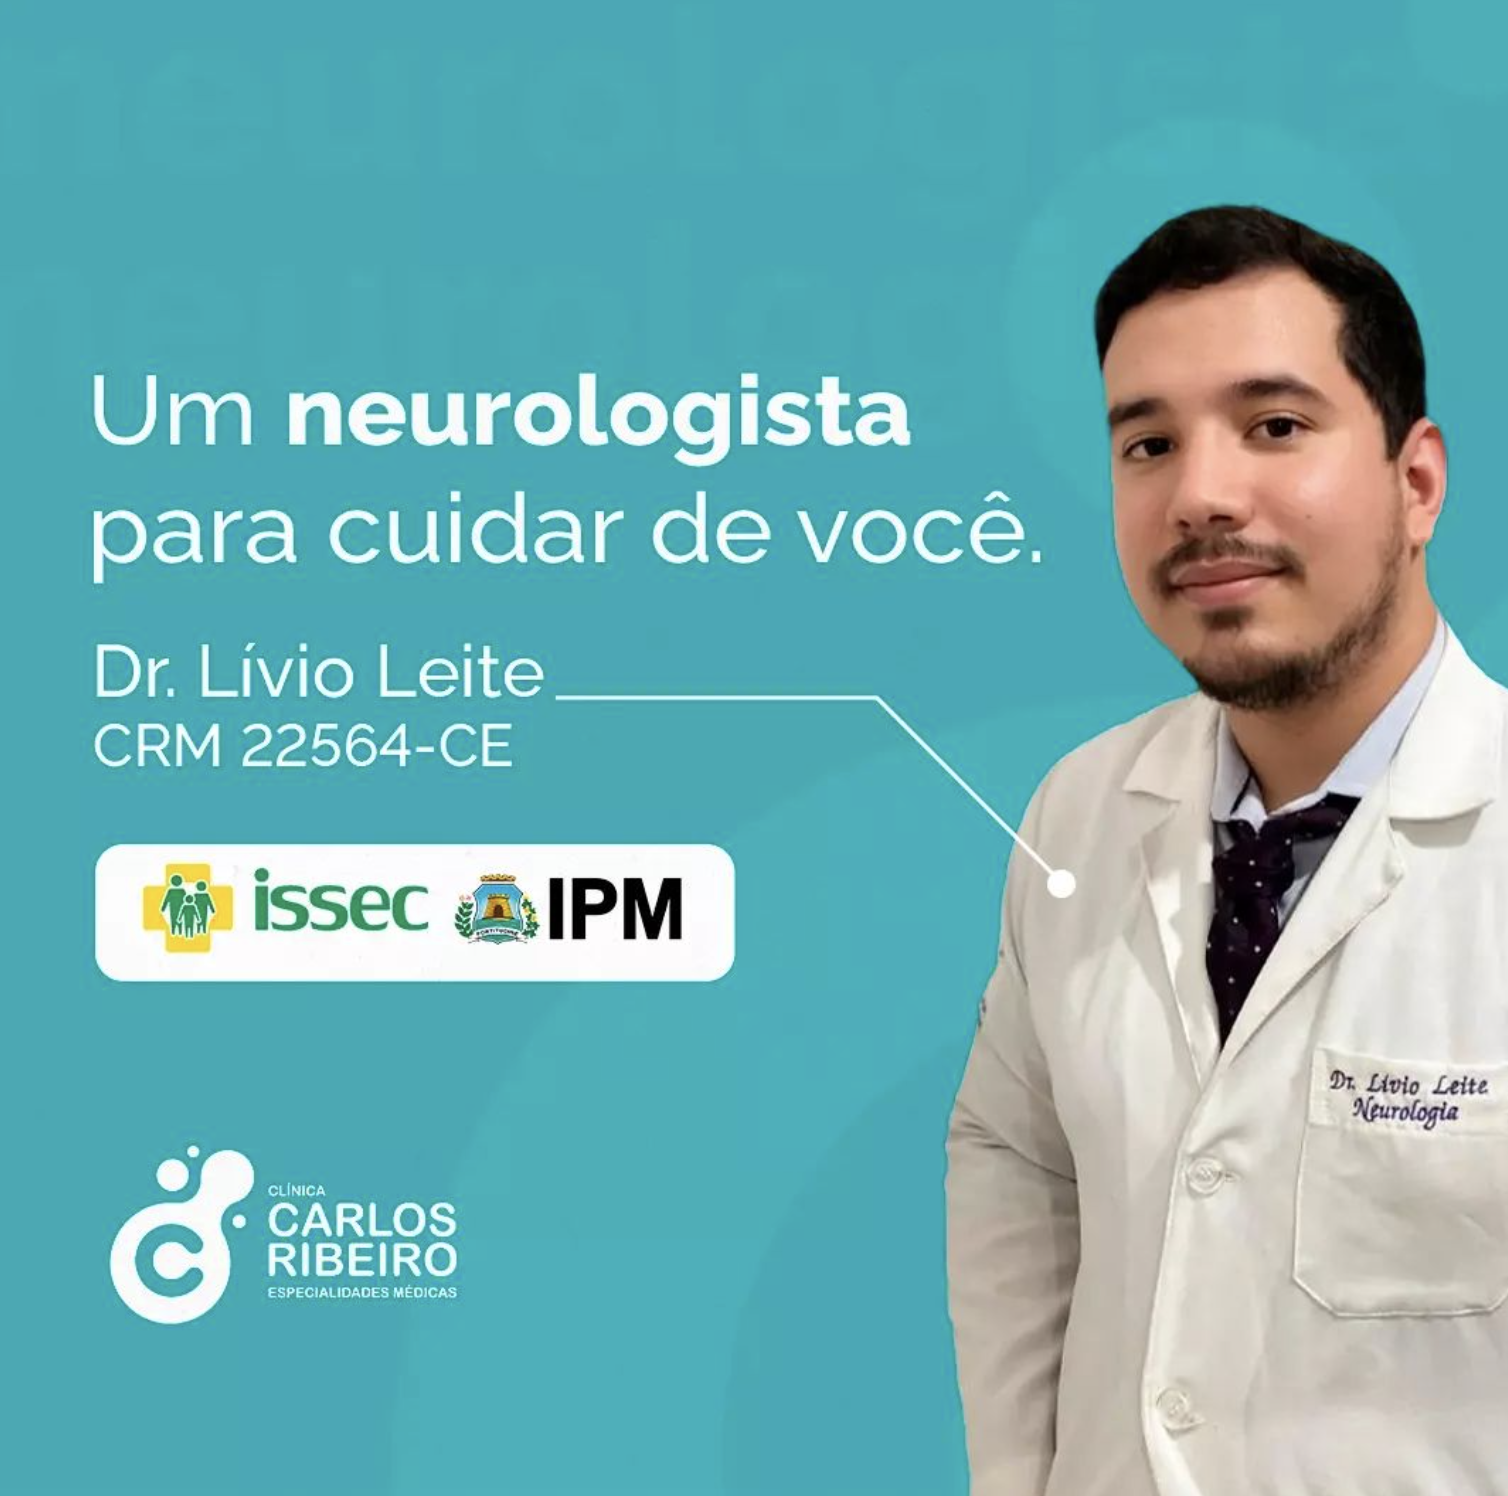 Um neurologista
para cuidar de você.
Dr. Lívio Leite
CRM 22564-CE
issec
IPM
CLÍNICA
CARLOS
RIBEIRO
ESPECIALIDADES MÉDICAS
Dr. Lívio Leite
Neurologia